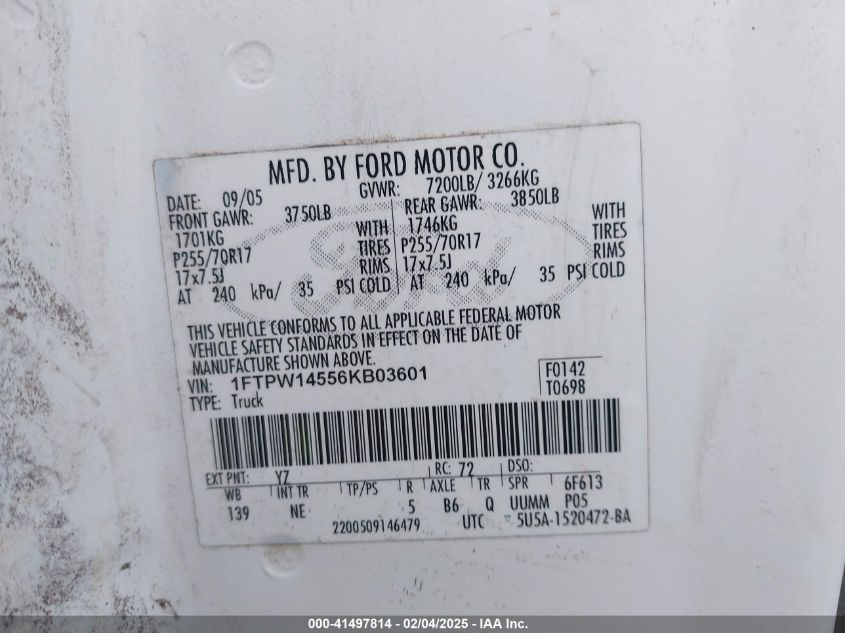 MFD. BY FORD MOTOR CO.
DATE: 09/05 GVWR: 7200LB/ 3266KG
FRONT GAWR: 3750LB REAR GAWR: 3850LB
1701KG WITH 1746KG WITH
P255/70R17 TIRES P255/70R17 TIRES
17x7.5J RIMS 17x7.5J RIMS
AT 240 kPa/ 35 PSI COLD AT 240 kPa/ 35 PSI COLD
THIS VEHICLE CONFORMS TO ALL APPLICABLE FEDERAL MOTOR
VEHICLE SAFETY STANDARDS IN EFFECT ON THE DATE OF
MANUFACTURE SHOWN ABOVE.
VIN: 1FTPW14556KB03601 F0142
TYPE: Truck T0698
EXT PNT: YZ RC: 72 DSO:
WB INT TR TP/PS R AXLE TR SPR 6F613
139 NE 5 B6 Q UUMM P05
2200509146479 UTC 5U5A-1520472-BA
Ford
000-41497814 - 02/04/2025 - IAA Inc.